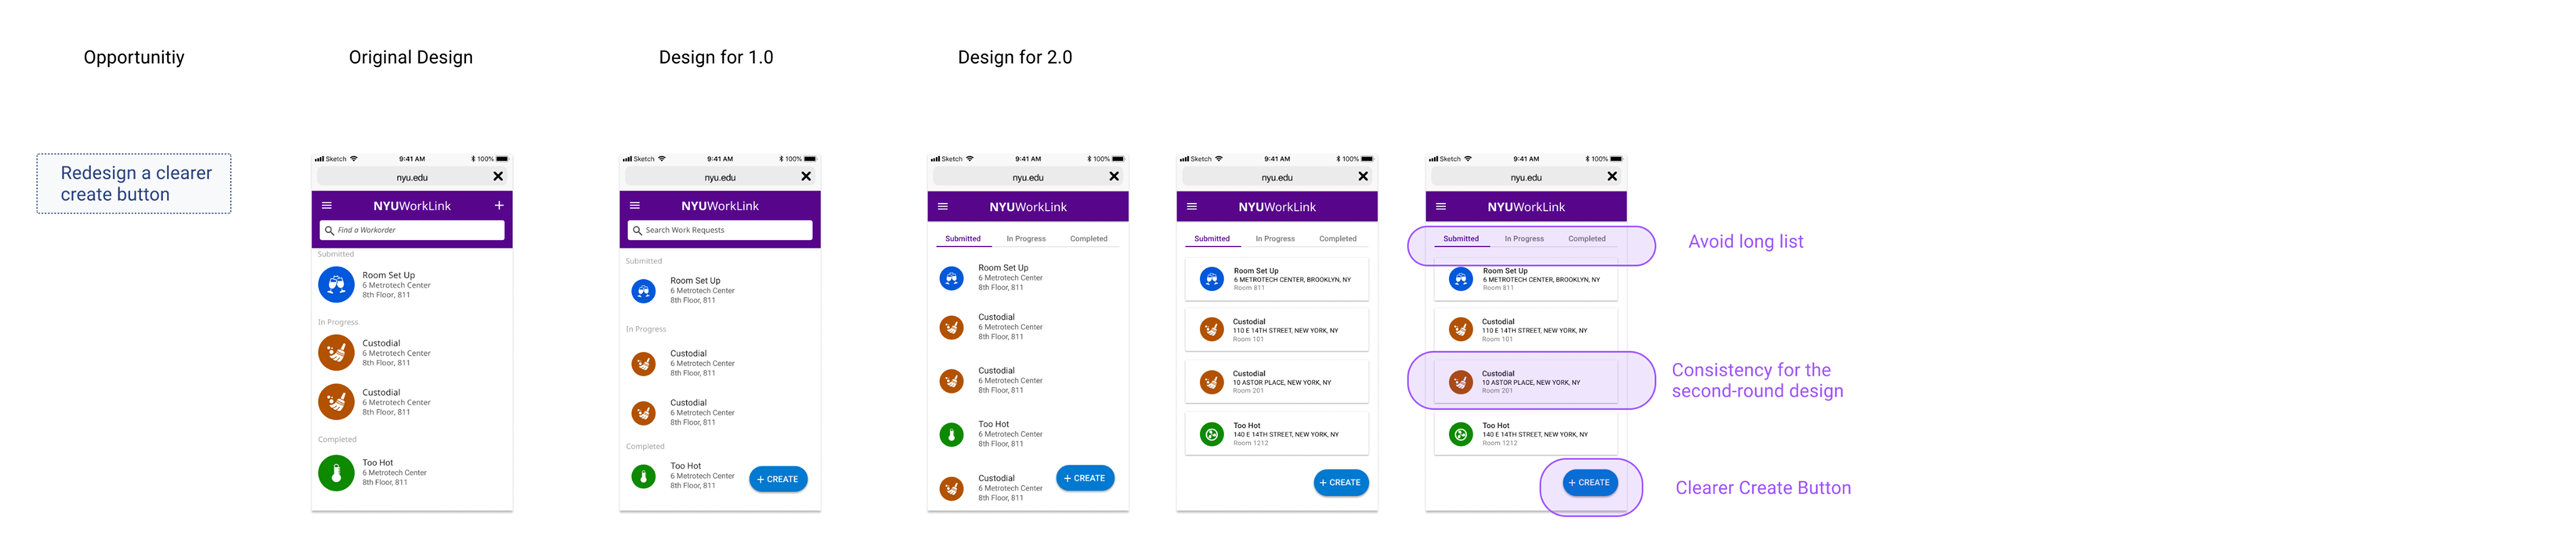 Opportunitiy
Original Design
Design for 1.0
Design for 2.0
Redesign a clearer
create button
Sketch 9:41 AM 100%
nyu.edu
NYUWorkLink +
Find a Workorder
Submitted
Room Set Up
6 Metrotech Center
8th Floor, 811
In Progress
Custodial
6 Metrotech Center
8th Floor, 811
Custodial
6 Metrotech Center
8th Floor, 811
Completed
Too Hot
6 Metrotech Center
8th Floor, 811
Sketch 9:41 AM 100%
nyu.edu
NYUWorkLink
Search Work Requests
Submitted
Room Set Up
6 Metrotech Center
8th Floor, 811
In Progress
Custodial
6 Metrotech Center
8th Floor, 811
Custodial
6 Metrotech Center
8th Floor, 811
Completed
Too Hot
6 Metrotech Center
8th Floor, 811
+ CREATE
Sketch 9:41 AM 100%
nyu.edu
NYUWorkLink
Submitted In Progress Completed
Room Set Up
6 Metrotech Center
8th Floor, 811
Custodial
6 Metrotech Center
8th Floor, 811
Custodial
6 Metrotech Center
8th Floor, 811
Too Hot
6 Metrotech Center
8th Floor, 811
Custodial
6 Metrotech Center
8th Floor, 811
+ CREATE
Sketch 9:41 AM 100%
nyu.edu
NYUWorkLink
Submitted In Progress Completed
Room Set Up
6 METROTECH CENTER, BROOKLYN, NY
Room 811
Custodial
110 E 14TH STREET, NEW YORK, NY
Room 101
Custodial
10 ASTOR PLACE, NEW YORK, NY
Room 201
Too Hot
140 E 14TH STREET, NEW YORK, NY
Room 1212
+ CREATE
Sketch 9:41 AM 100%
nyu.edu
NYUWorkLink
Submitted In Progress Completed
Room Set Up
6 METROTECH CENTER, BROOKLYN, NY
Room 811
Custodial
110 E 14TH STREET, NEW YORK, NY
Room 101
Custodial
10 ASTOR PLACE, NEW YORK, NY
Room 201
Too Hot
140 E 14TH STREET, NEW YORK, NY
Room 1212
+ CREATE
Avoid long list
Consistency for the
second-round design
Clearer Create Button